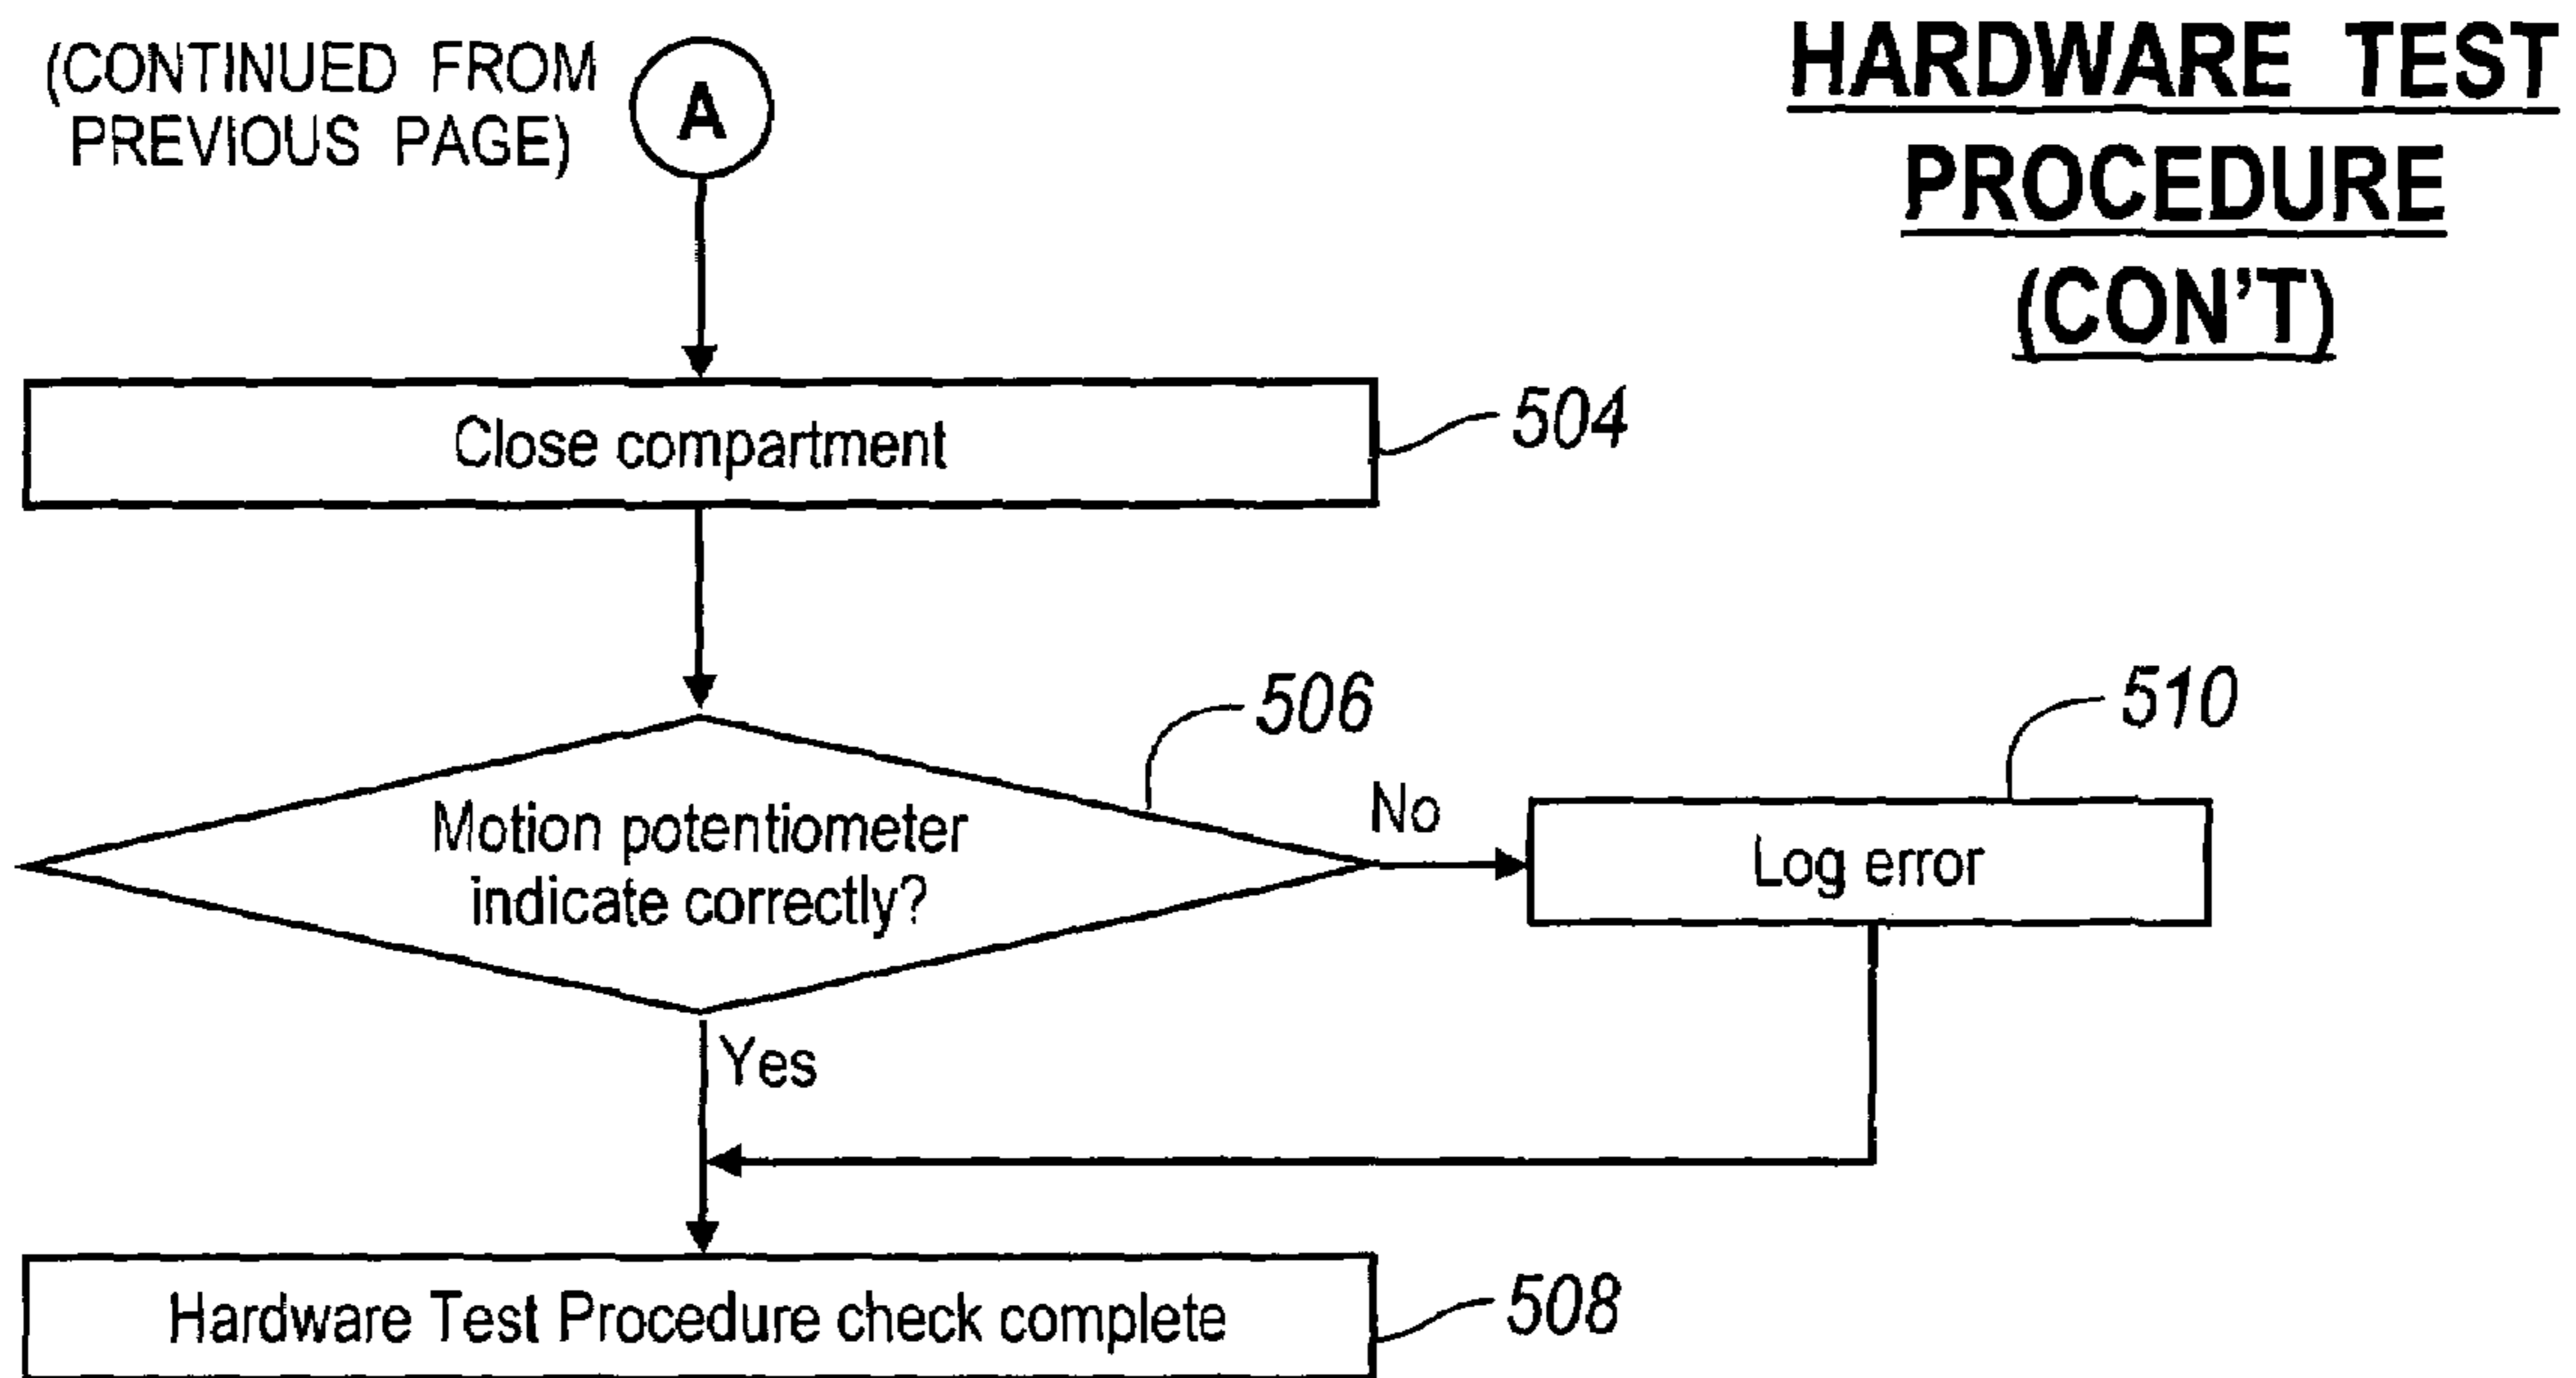 (CONTINUED FROM
PREVIOUS PAGE)
A
HARDWARE TEST
PROCEDURE
(CON'T)
Close compartment
504
Motion potentiometer
indicate correctly?
506
No
Log error
510
Yes
Hardware Test Procedure check complete
508